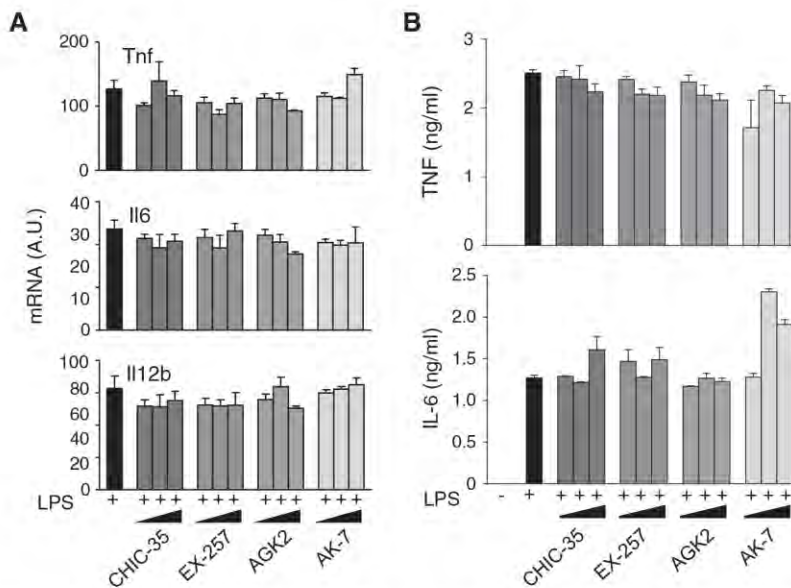 A
Tnf
200
100
0
Il6
40
30
20
10
0
mRNA (A.U.)
Il12b
100
80
60
40
20
0
LPS + + + + + + + + + + + + +
CHIC-35 EX-257 AGK2 AK-7
B
3
2
1
0
TNF (ng/ml)
2.5
2.0
1.5
1.0
0.5
0.0
IL-6 (ng/ml)
LPS - + + + + + + + + + + + + +
CHIC-35 EX-257 AGK2 AK-7